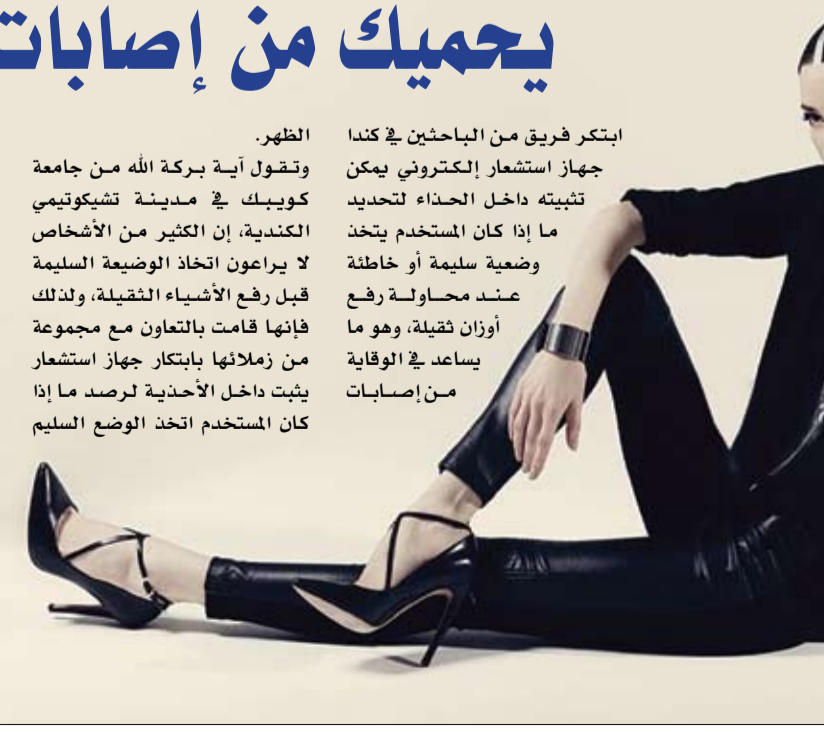 يحميك من إصابات
ابتكر فريق من الباحثين في كندا
جهاز استشعار إلكتروني يمكن
تثبيته داخل الحذاء لتحديد
ما إذا كان المستخدم يتخذ
وضعية سليمة أو خاطئة
عند محاولة رفع
أوزان ثقيلة، وهو ما
يساعد في الوقاية
من إصابات
الظهر.
وتقول آية بركة الله من جامعة
كويبك في مدينة تشيكوتيمي
الكندية، إن الكثير من الأشخاص
لا يراعون اتخاذ الوضيعة السليمة
قبل رفع الأشياء الثقيلة، ولذلك
فإنها قامت بالتعاون مع مجموعة
من زملائها بابتكار جهاز استشعار
يثبت داخل الأحذية لرصد ما إذا
كان المستخدم اتخذ الوضع السليم